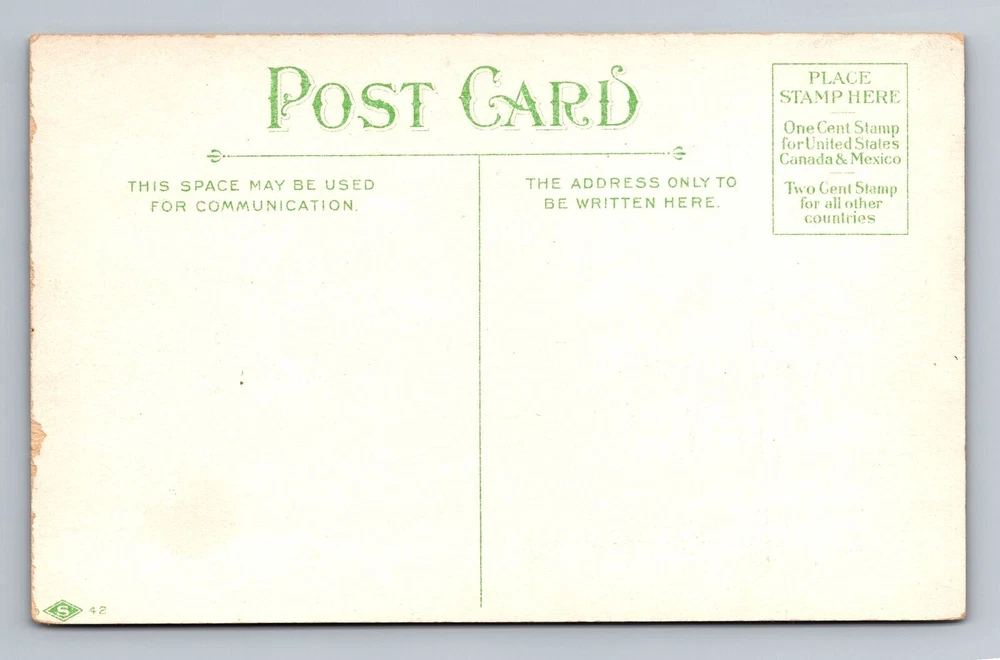 POST CARD
THIS SPACE MAY BE USED
FOR COMMUNICATION.
THE ADDRESS ONLY TO
BE WRITTEN HERE.
PLACE
STAMP HERE
One Cent Stamp
for United States
Canada & Mexico
Two Cent Stamp
for all other
countries
S 42